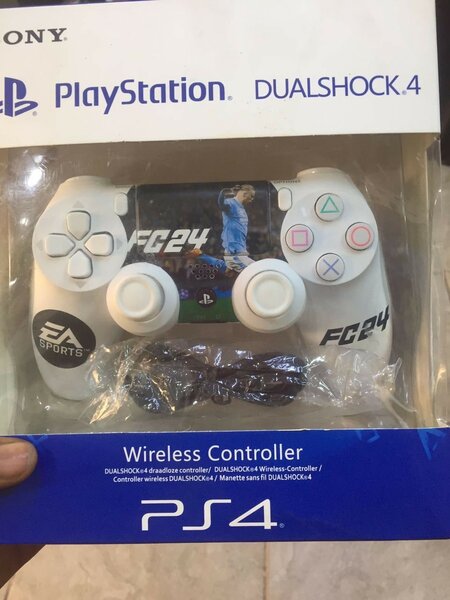 SONY
PlayStation® DUALSHOCK®4
FC24
EA
SPORTS™
FC24
Wireless Controller
DUALSHOCK®4 draadloze controller/ DUALSHOCK®4 Wireless-Controller /
Controller wireless DUALSHOCK®4 / Manette sans fil DUALSHOCK®4
PS4®